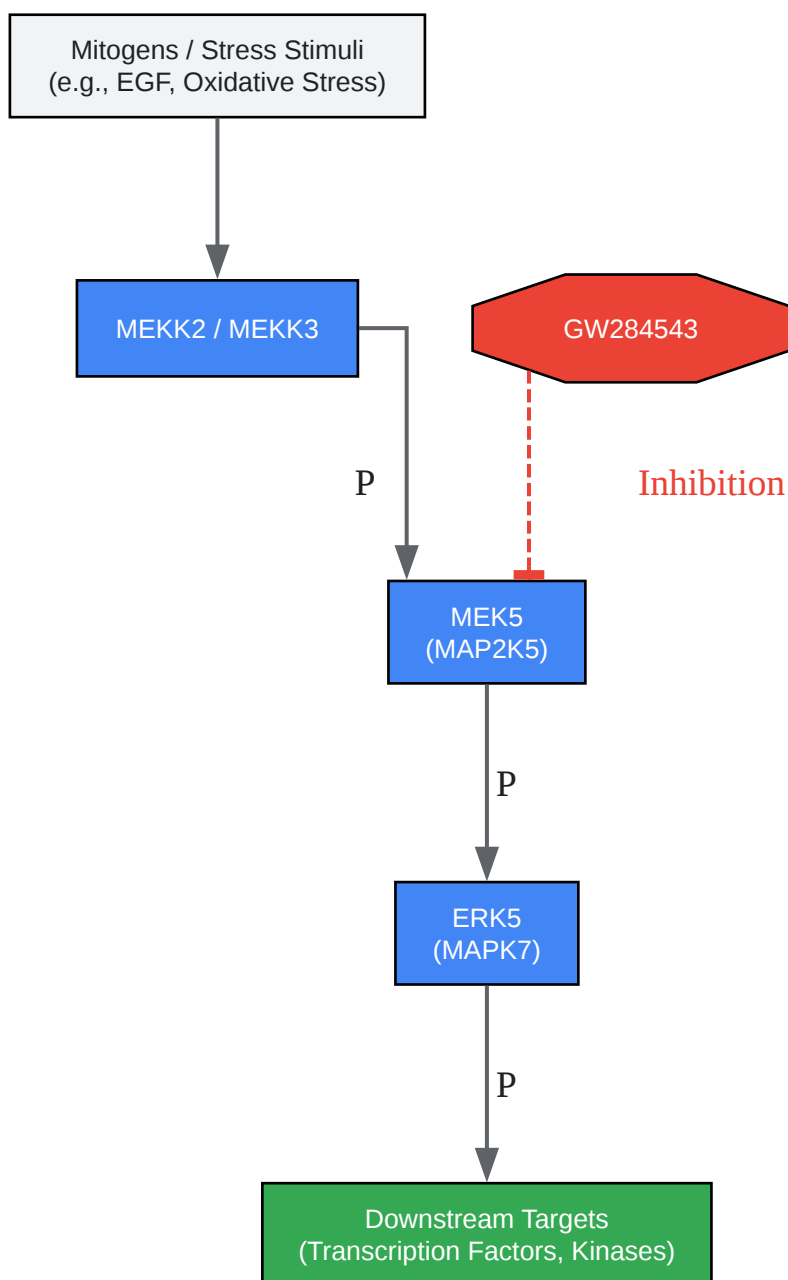 Mitogens / Stress Stimuli
(e.g., EGF, Oxidative Stress)
MEKK2 / MEKK3
GW284543
P
Inhibition
MEK5
(MAP2K5)
P
ERK5
(MAPK7)
P
Downstream Targets
(Transcription Factors, Kinases)